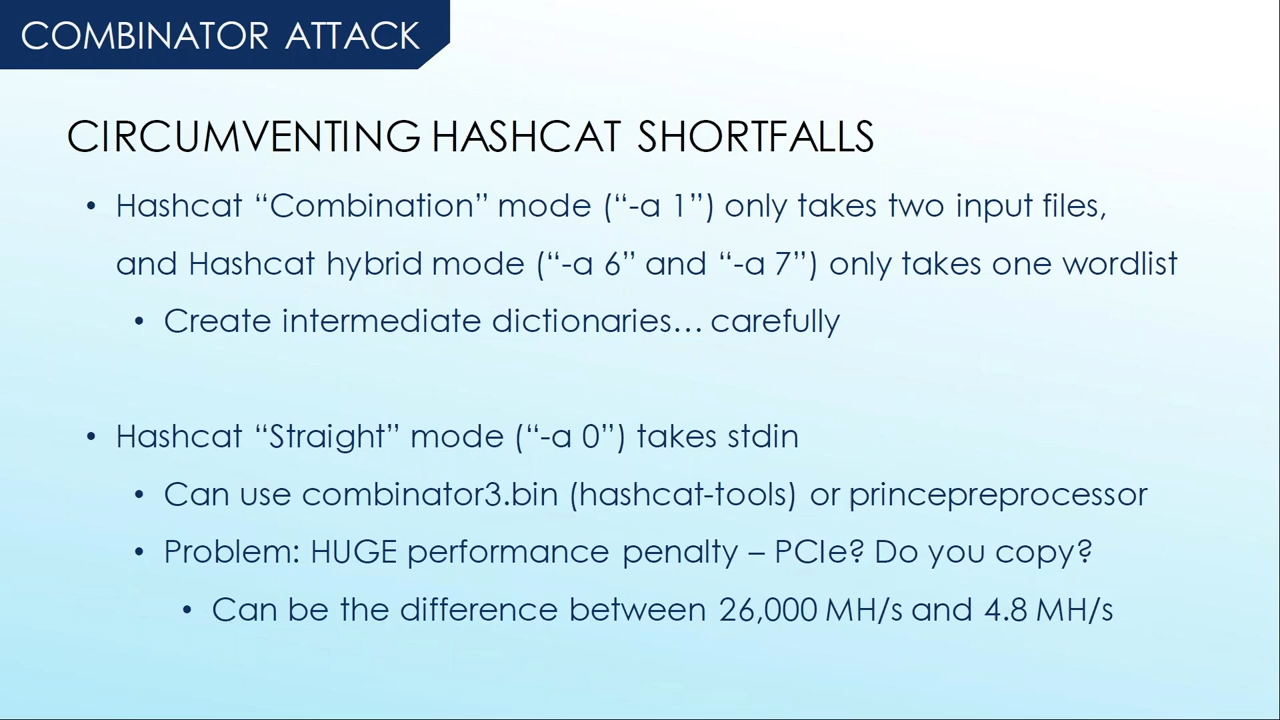 COMBINATOR ATTACK
CIRCUMVENTING HASHCAT SHORTFALLS
• Hashcat “Combination” mode (“-a 1”) only takes two input files,
and Hashcat hybrid mode (“-a 6” and “-a 7”) only takes one wordlist
• Create intermediate dictionaries… carefully
• Hashcat “Straight” mode (“-a 0”) takes stdin
• Can use combinator3.bin (hashcat-tools) or princepreprocessor
• Problem: HUGE performance penalty – PCIe? Do you copy?
• Can be the difference between 26,000 MH/s and 4.8 MH/s